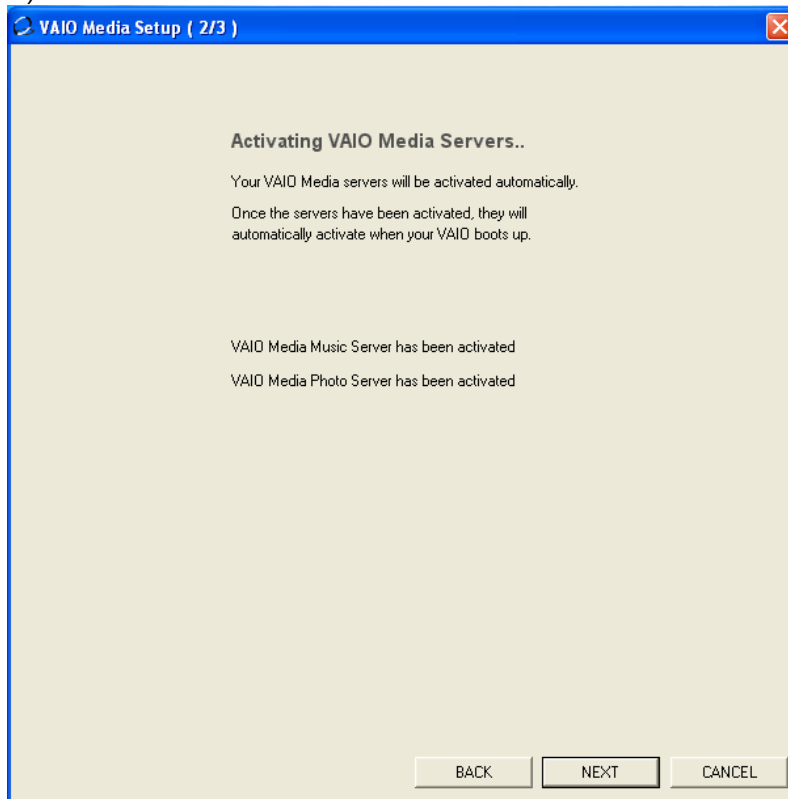 VAIO Media Setup ( 2/3 )
Activating VAIO Media Servers..
Your VAIO Media servers will be activated automatically.
Once the servers have been activated, they will
automatically activate when your VAIO boots up.
VAIO Media Music Server has been activated
VAIO Media Photo Server has been activated
BACK NEXT CANCEL